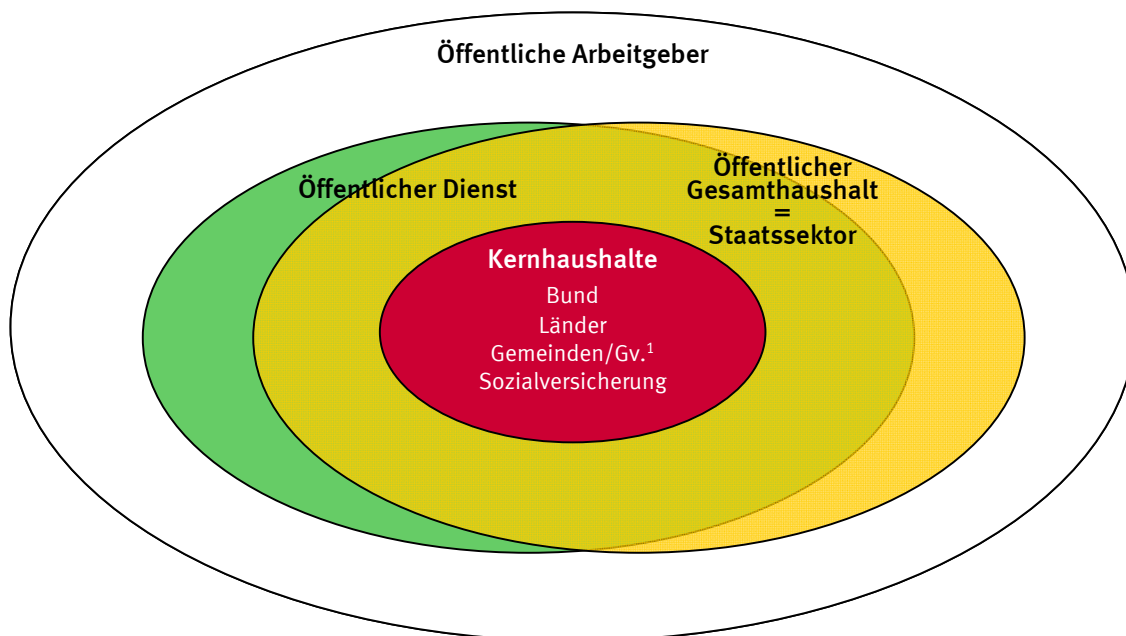 Öffentliche Arbeitgeber
Öffentlicher Dienst
Öffentlicher
Gesamthaushalt
=
Staatssektor
Kernhaushalte
Bund
Länder
Gemeinden/Gv.¹
Sozialversicherung